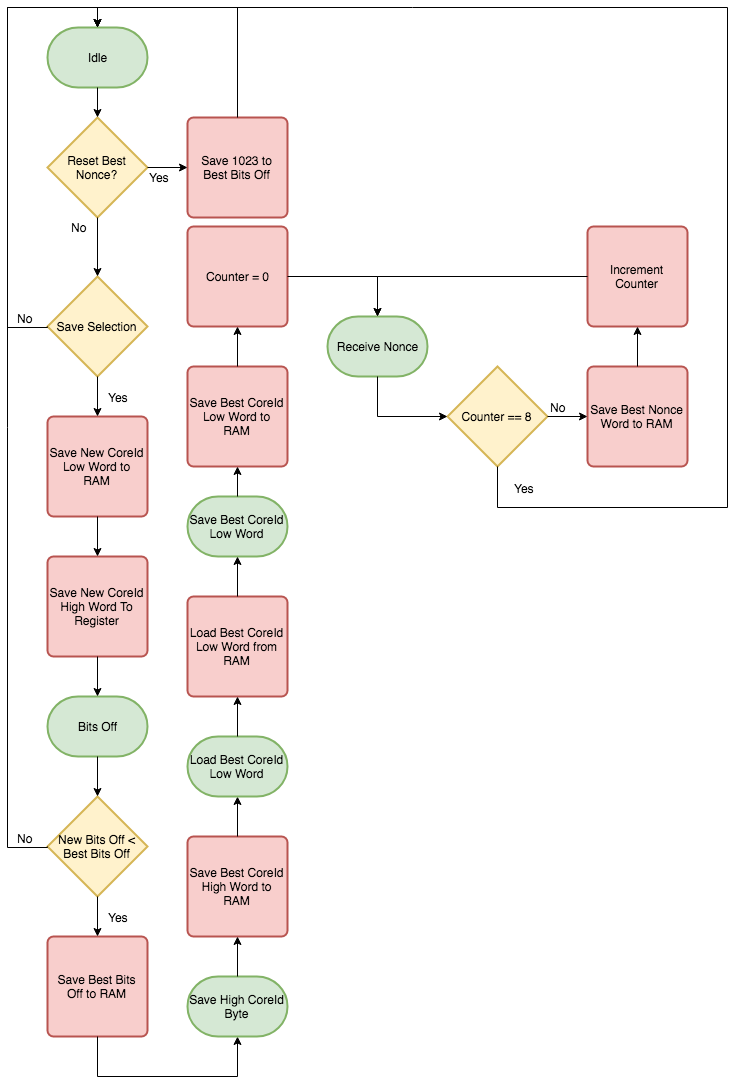 Idle
Reset Best
Nonce?
Yes
Save 1023 to
Best Bits Off
No
Save Selection
No
Yes
Save New CoreId
Low Word to
RAM
Save New CoreId
High Word To
Register
Bits Off
New Bits Off <
Best Bits Off
No
Yes
Save Best Bits
Off to RAM
Save High CoreId
Byte
Save Best CoreId
High Word to
RAM
Load Best CoreId
Low Word
Load Best CoreId
Low Word from
RAM
Save Best CoreId
Low Word
Save Best CoreId
Low Word to
RAM
Counter = 0
Receive Nonce
Counter == 8
No
Yes
Save Best Nonce
Word to RAM
Increment
Counter